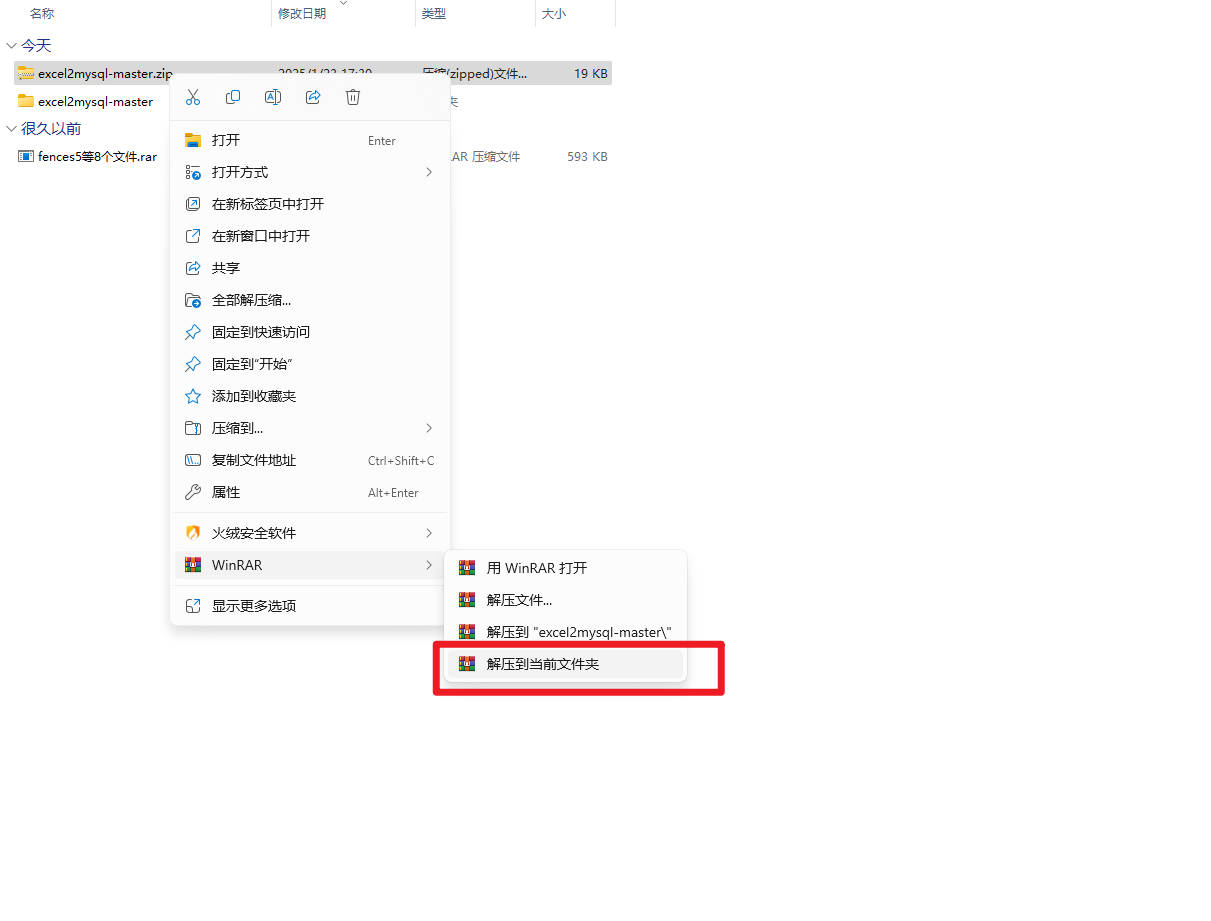 名称 修改日期 类型 大小
今天
excel2mysql-master.zip 2025/1/23 17:30 压缩(zipped)文件... 19 KB
excel2mysql-master 夹
很久以前
fences5等8个文件.rar AR 压缩文件 593 KB
打开 Enter
打开方式
在新标签页中打开
在新窗口中打开
共享
全部解压缩...
固定到快速访问
固定到"开始"
添加到收藏夹
压缩到...
复制文件地址 Ctrl+Shift+C
属性 Alt+Enter
火绒安全软件
WinRAR
显示更多选项
用 WinRAR 打开
解压文件...
解压到 "excel2mysql-master\"
解压到当前文件夹